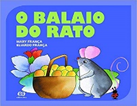 O BALAIO
DO RATO
MARY FRANÇA
ELIARDO FRANÇA